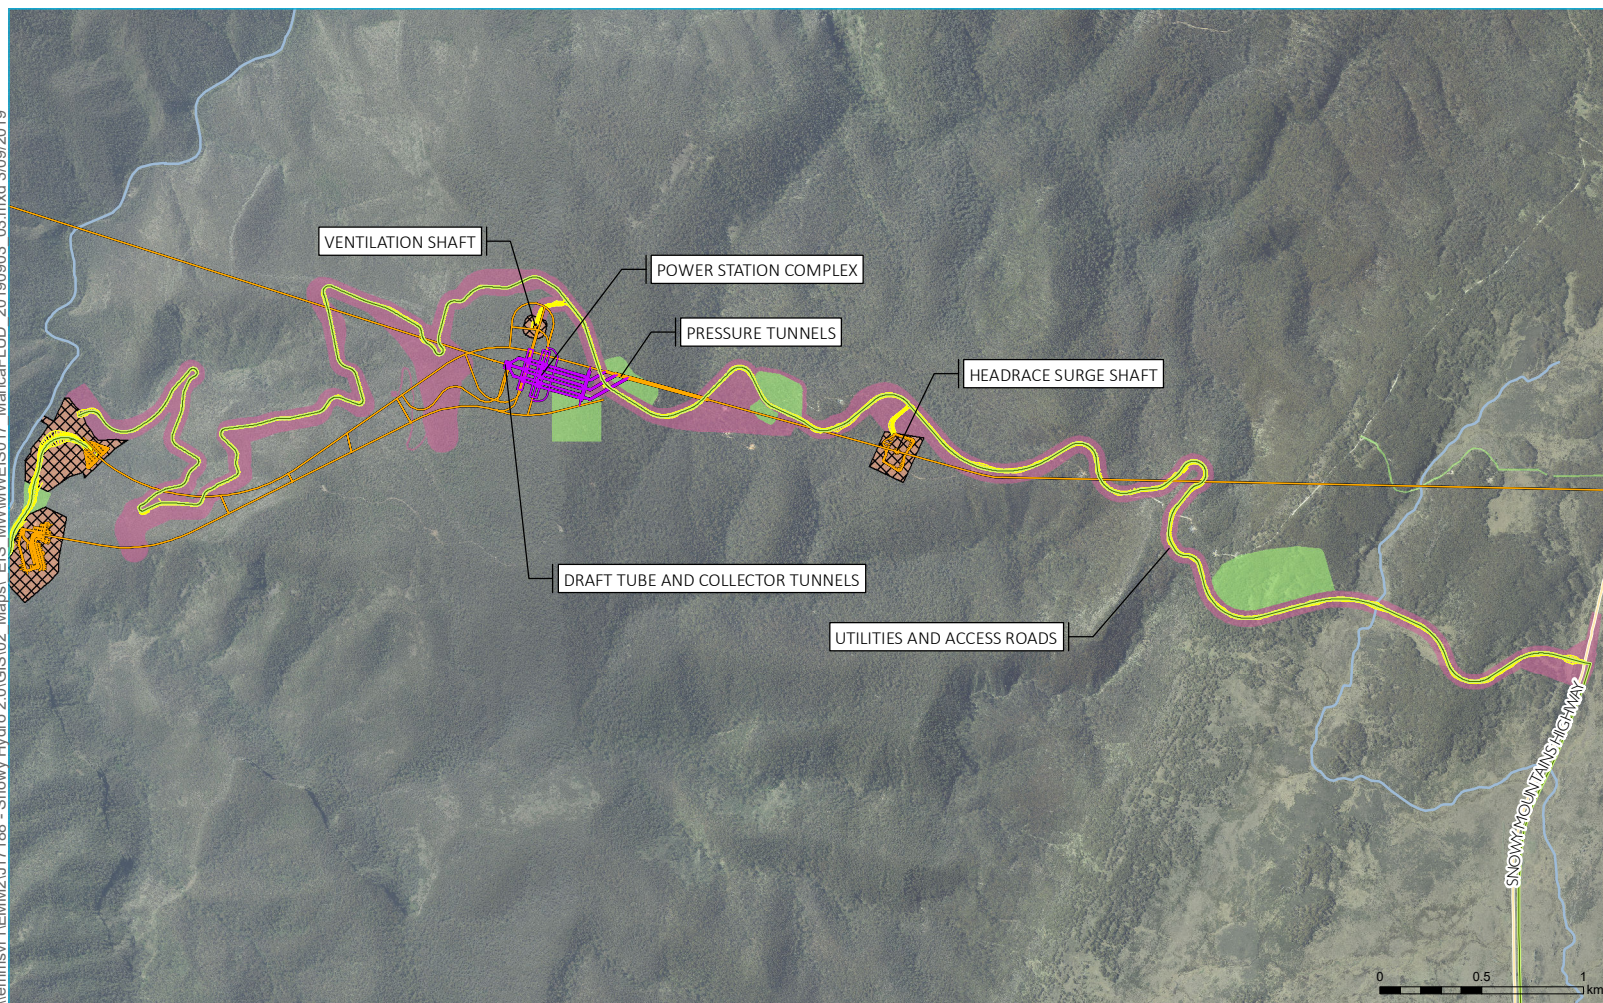 VENTILATION SHAFT
POWER STATION COMPLEX
PRESSURE TUNNELS
HEADRACE SURGE SHAFT
DRAFT TUBE AND COLLECTOR TUNNELS
UTILITIES AND ACCESS ROADS
SNOWY MOUNTAINS HIGHWAY
0 0.5 1
km